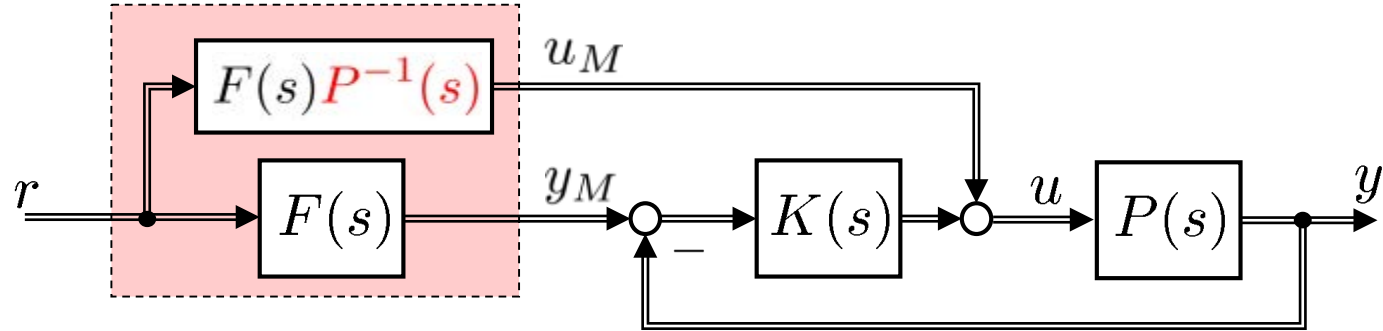 u_M
F(s)P^{-1}(s)
r
F(s)
y_M
−
K(s)
u
P(s)
y